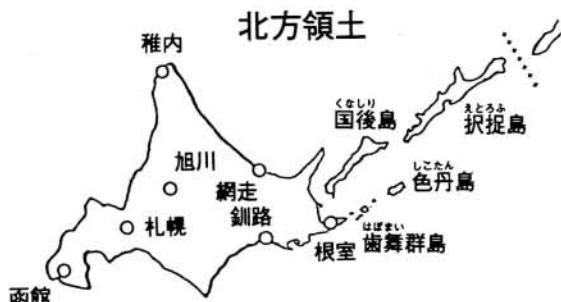 北方領土
稚内
くなしり
国後島
えとろふ
択捉島
旭川
網走
しこたん
色丹島
札幌
釧路
根室
はぼまい
歯舞群島
函館